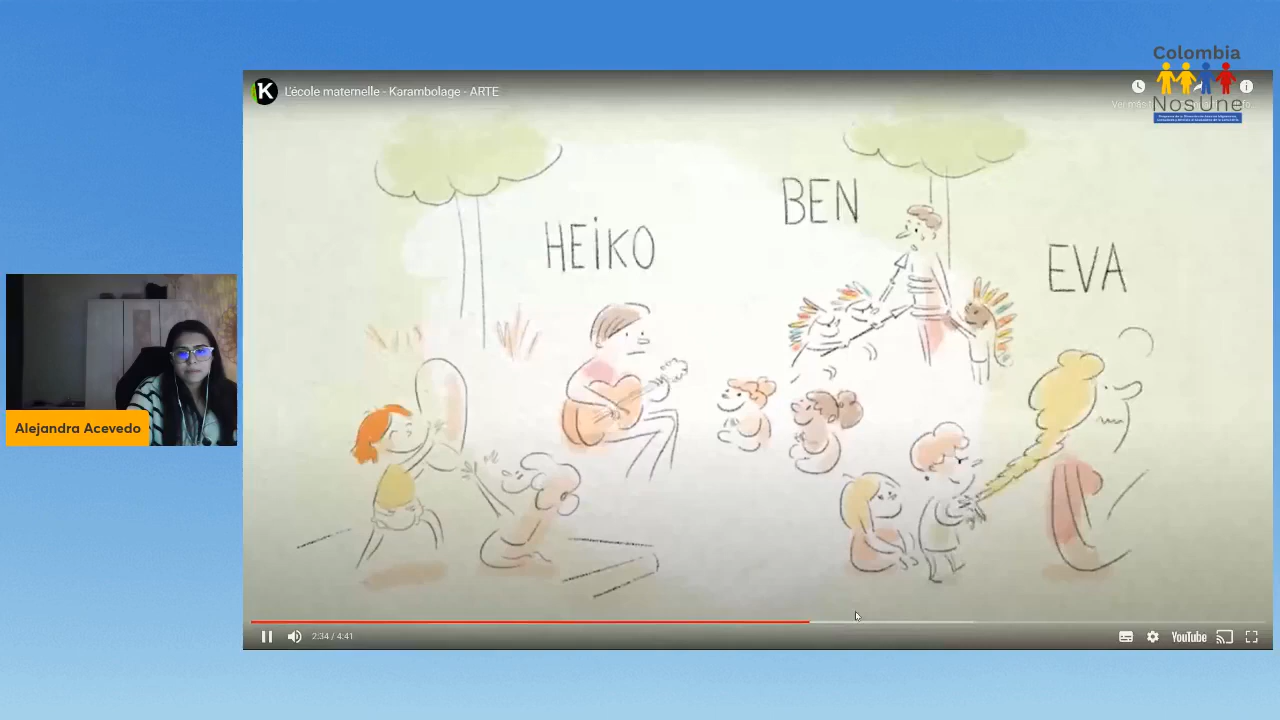 Colombia
NosUne
L'école maternelle - Karambolage - ARTE
K
HEIKO
BEN
EVA
Alejandra Acevedo
2:34 / 4:41
YouTube